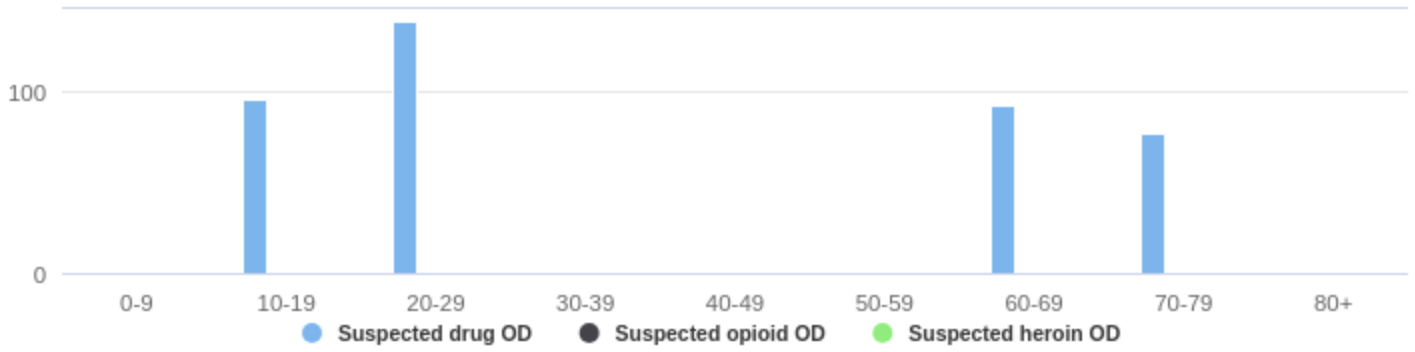 100
0
0-9 10-19 20-29 30-39 40-49 50-59 60-69 70-79 80+
Suspected drug OD Suspected opioid OD Suspected heroin OD